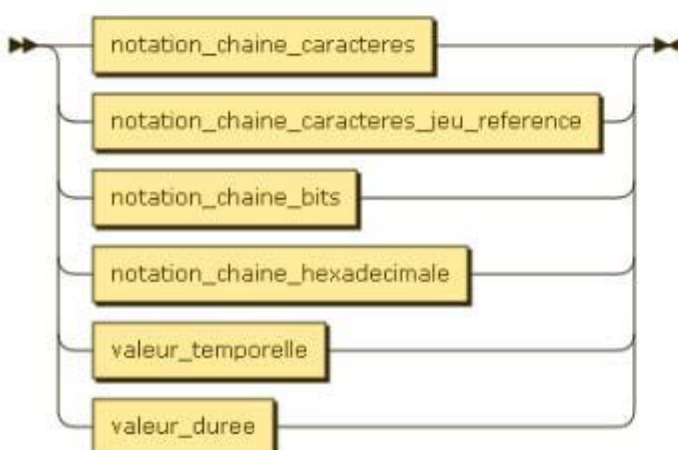 notation_chaine_caracteres
notation_chaine_caracteres_jeu_reference
notation_chaine_bits
notation_chaine_hexadecimale
valeur_temporelle
valeur_duree